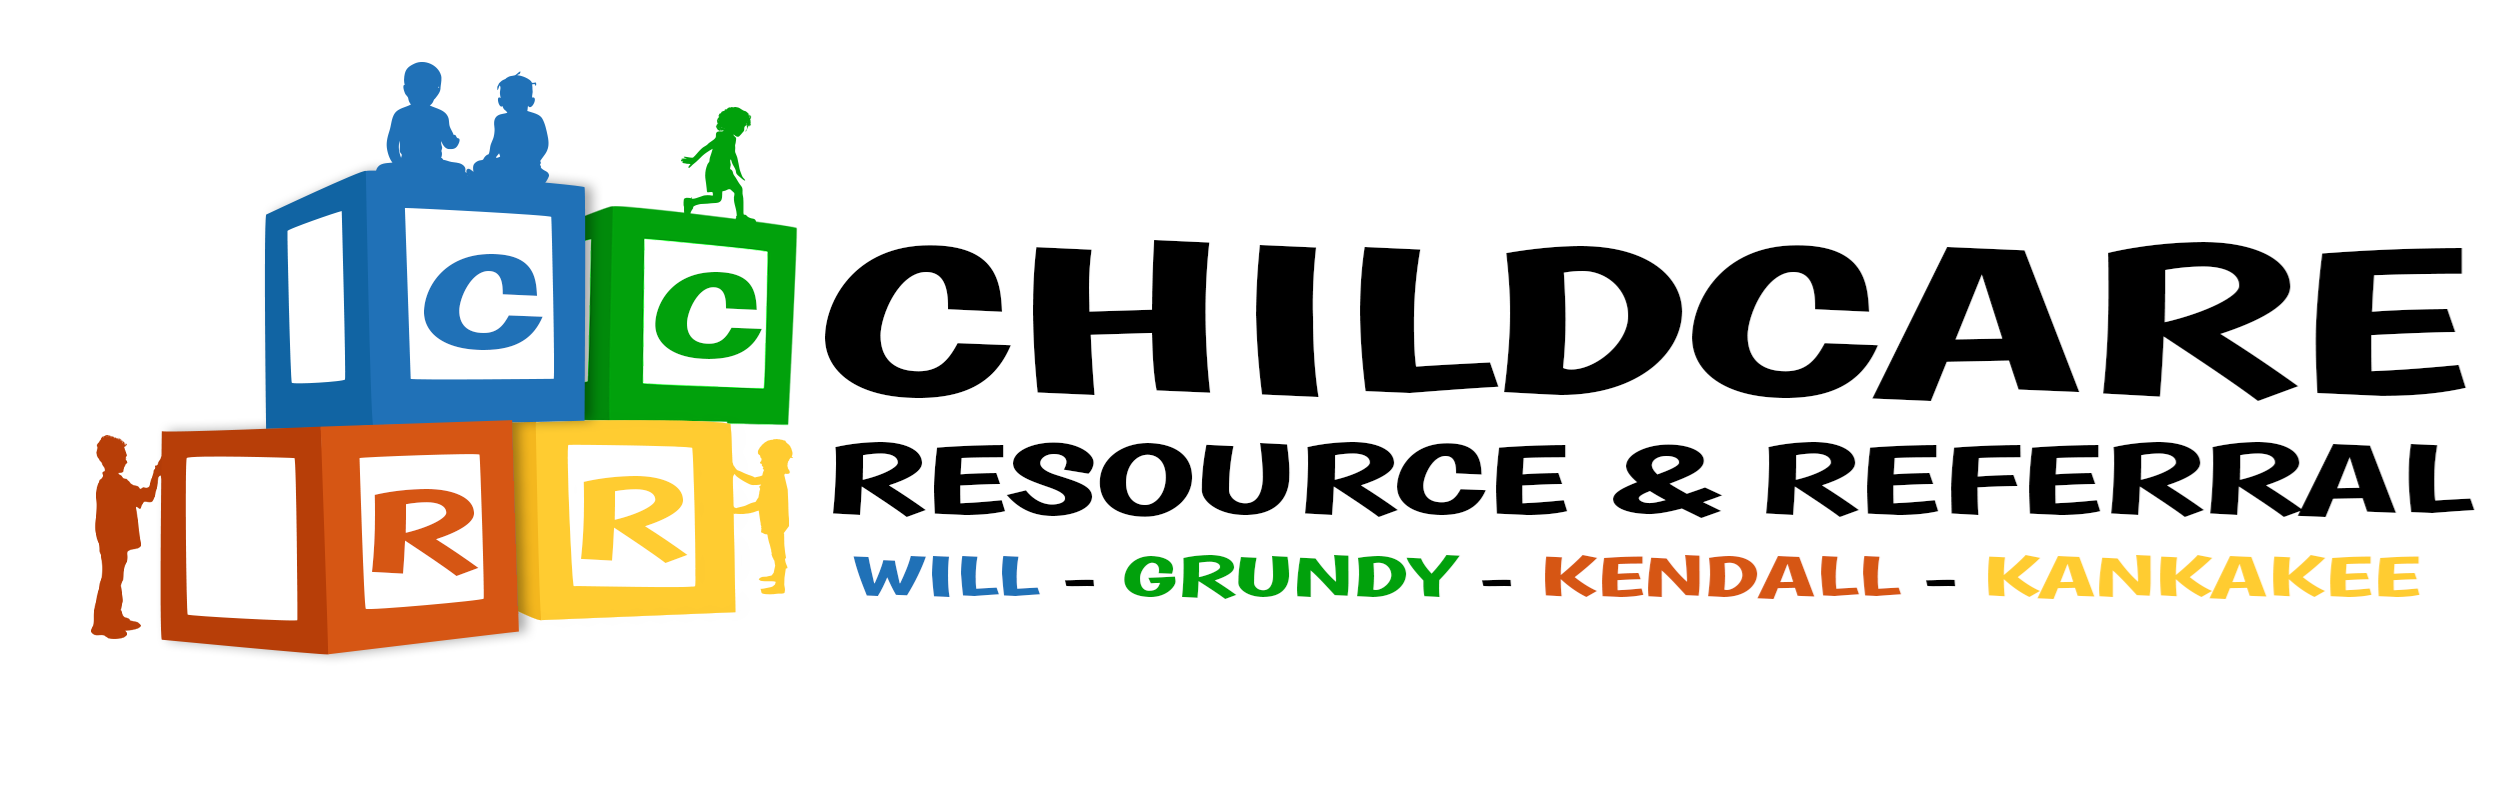 C C
R R
CHILDCARE
RESOURCE & REFERRAL
WILL - GRUNDY - KENDALL - KANKAKEE